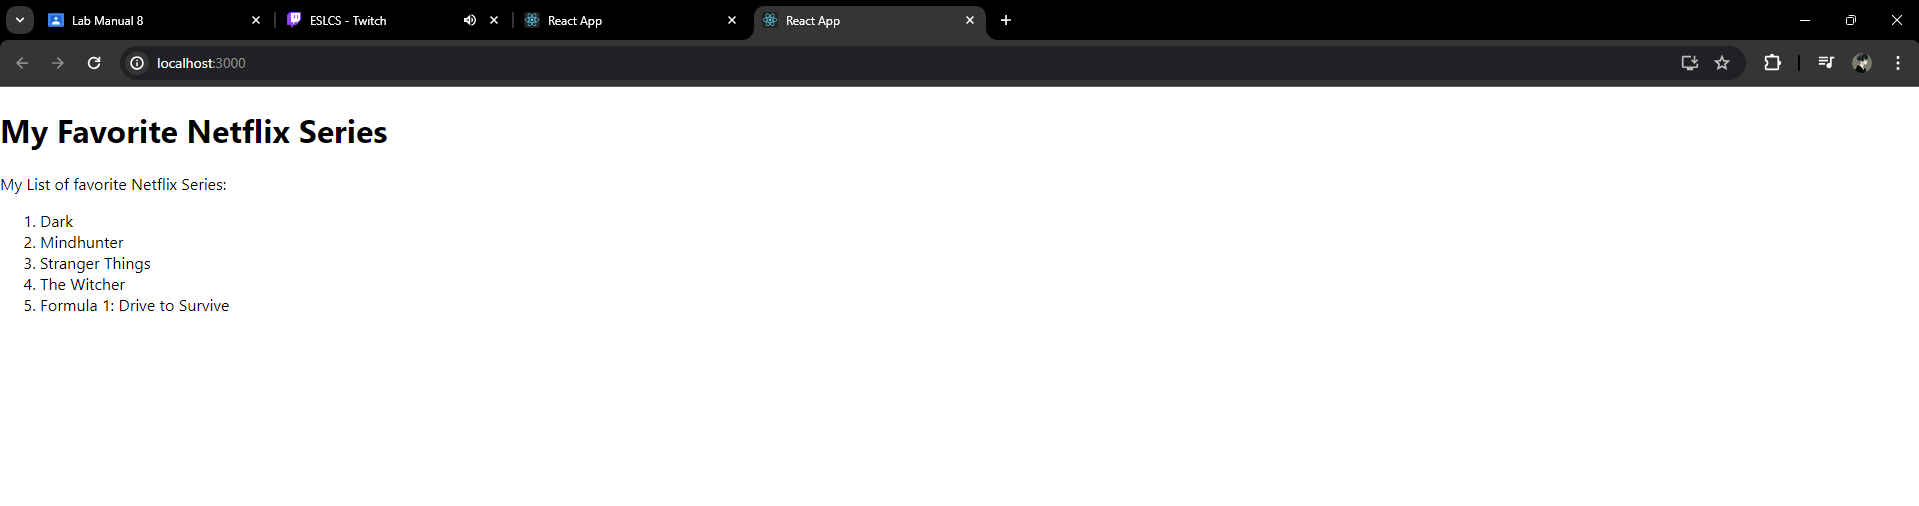 Lab Manual 8
ESLCS - Twitch
React App
React App
localhost:3000
My Favorite Netflix Series
My List of favorite Netflix Series:
1. Dark
2. Mindhunter
3. Stranger Things
4. The Witcher
5. Formula 1: Drive to Survive